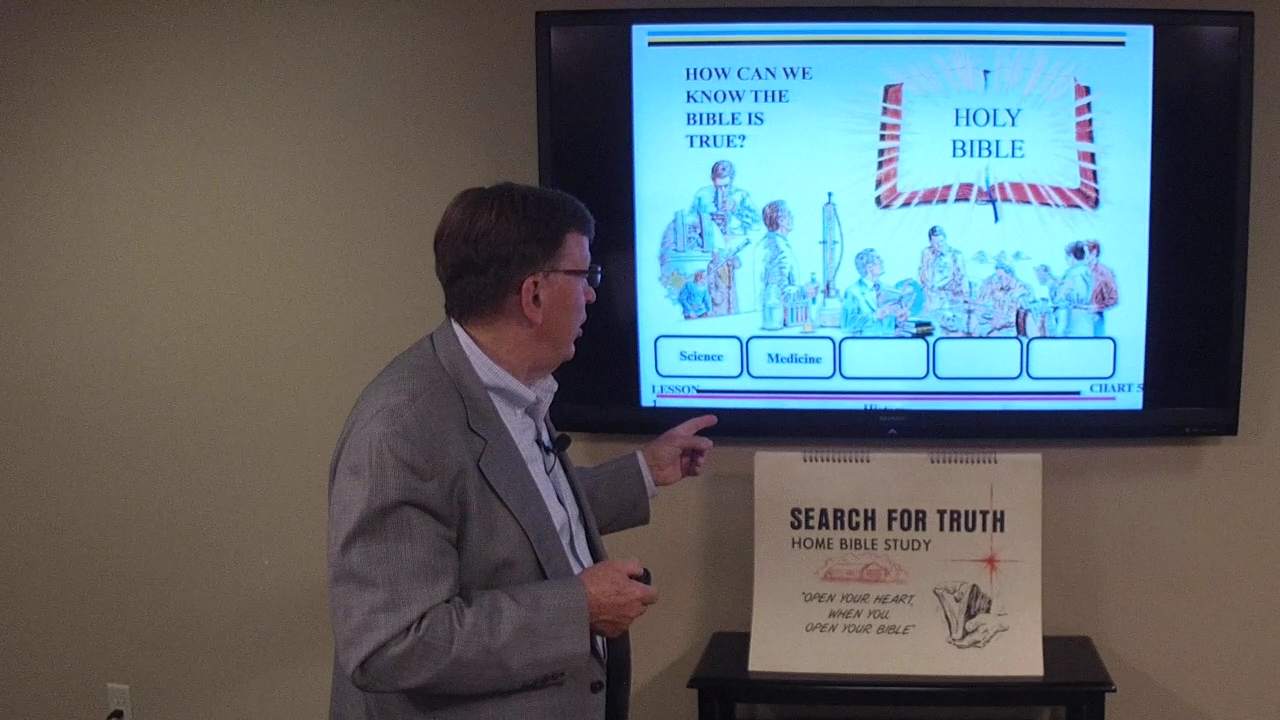 HOW CAN WE
KNOW THE
BIBLE IS
TRUE?
HOLY
BIBLE
Science
Medicine
LESSON
1
CHART 5
SEARCH FOR TRUTH
HOME BIBLE STUDY
"OPEN YOUR HEART,
WHEN YOU
OPEN YOUR BIBLE"